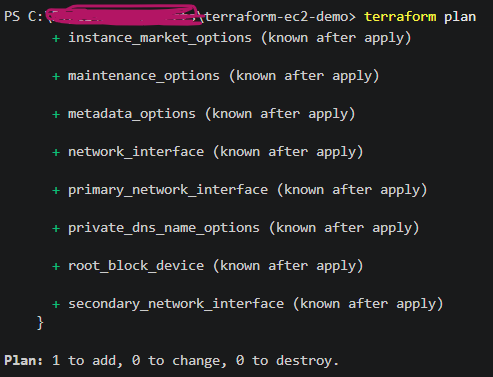 PS C:\ \terraform-ec2-demo> terraform plan
+ instance_market_options (known after apply)
+ maintenance_options (known after apply)
+ metadata_options (known after apply)
+ network_interface (known after apply)
+ primary_network_interface (known after apply)
+ private_dns_name_options (known after apply)
+ root_block_device (known after apply)
+ secondary_network_interface (known after apply)
}
Plan: 1 to add, 0 to change, 0 to destroy.